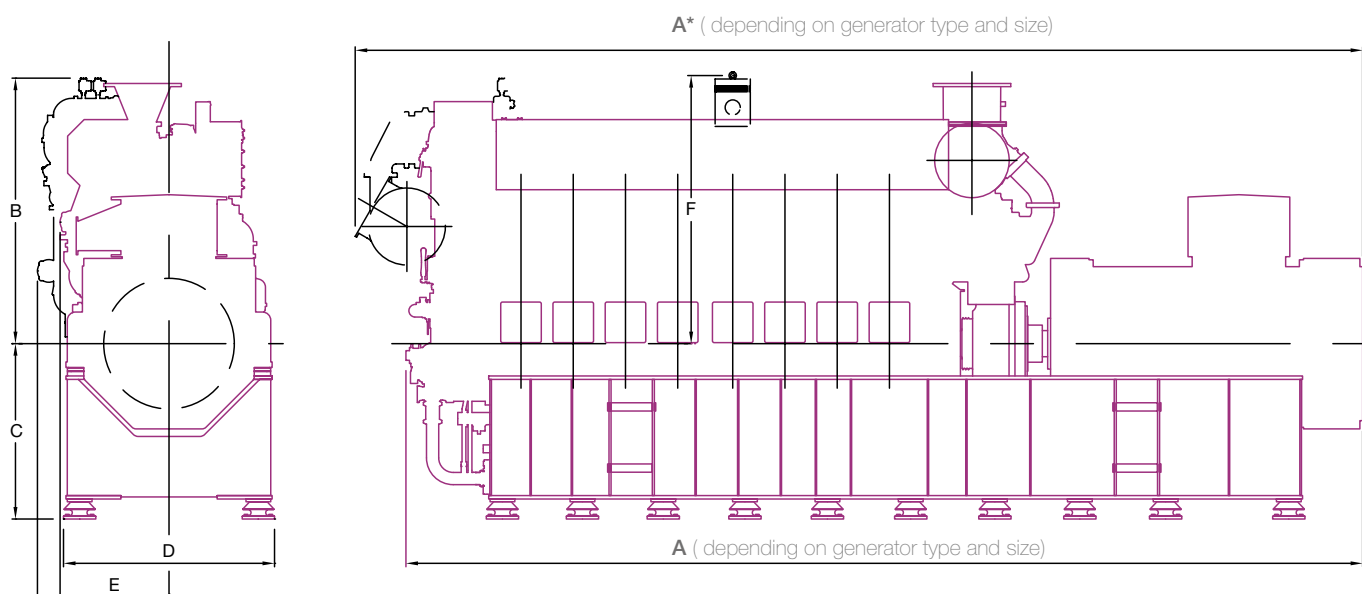 A* ( depending on generator type and size)
B
F
C
D
A ( depending on generator type and size)
E